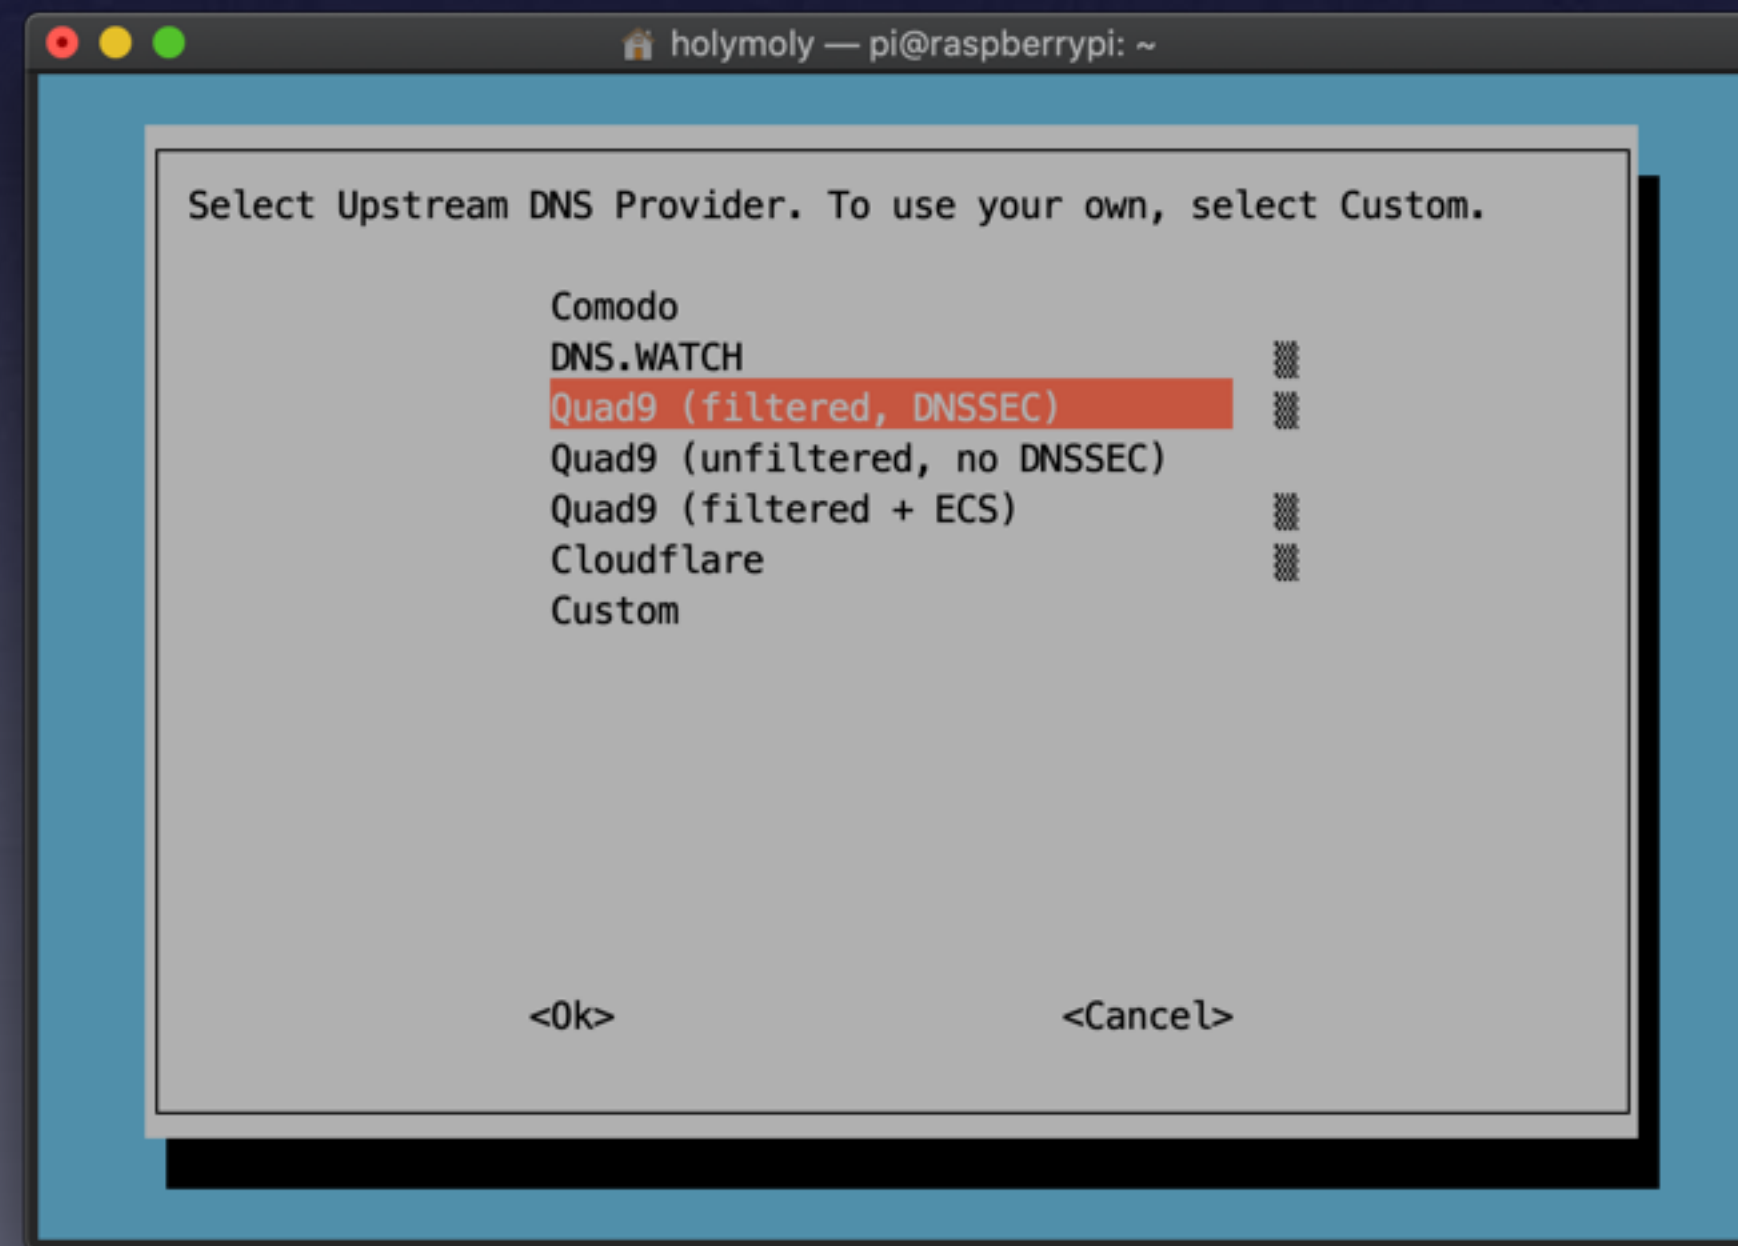 holymoly — pi@raspberrypi: ~
Select Upstream DNS Provider. To use your own, select Custom.
Comodo
DNS.WATCH
Quad9 (filtered, DNSSEC)
Quad9 (unfiltered, no DNSSEC)
Quad9 (filtered + ECS)
Cloudflare
Custom
<Ok> <Cancel>